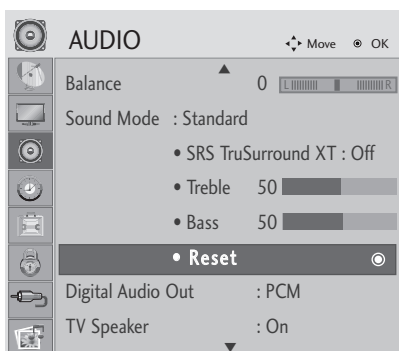 AUDIO Move OK
Balance 0 L R
Sound Mode : Standard
• SRS TruSurround XT : Off
• Treble 50
• Bass 50
• Reset
Digital Audio Out : PCM
TV Speaker : On